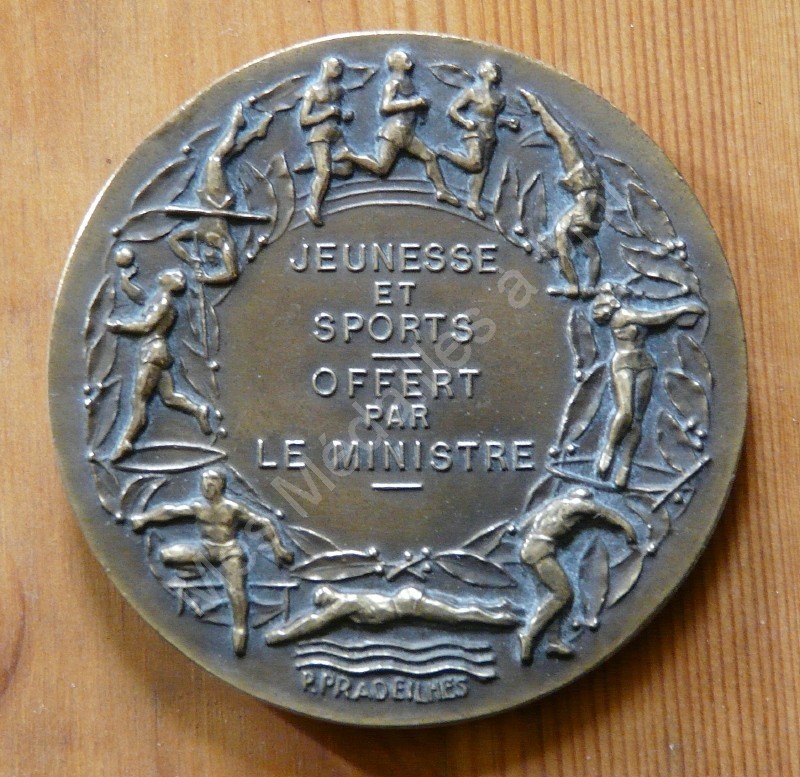 JEUNESSE
ET
SPORTS
OFFERT
PAR
LE MINISTRE
P. PRADEILHES